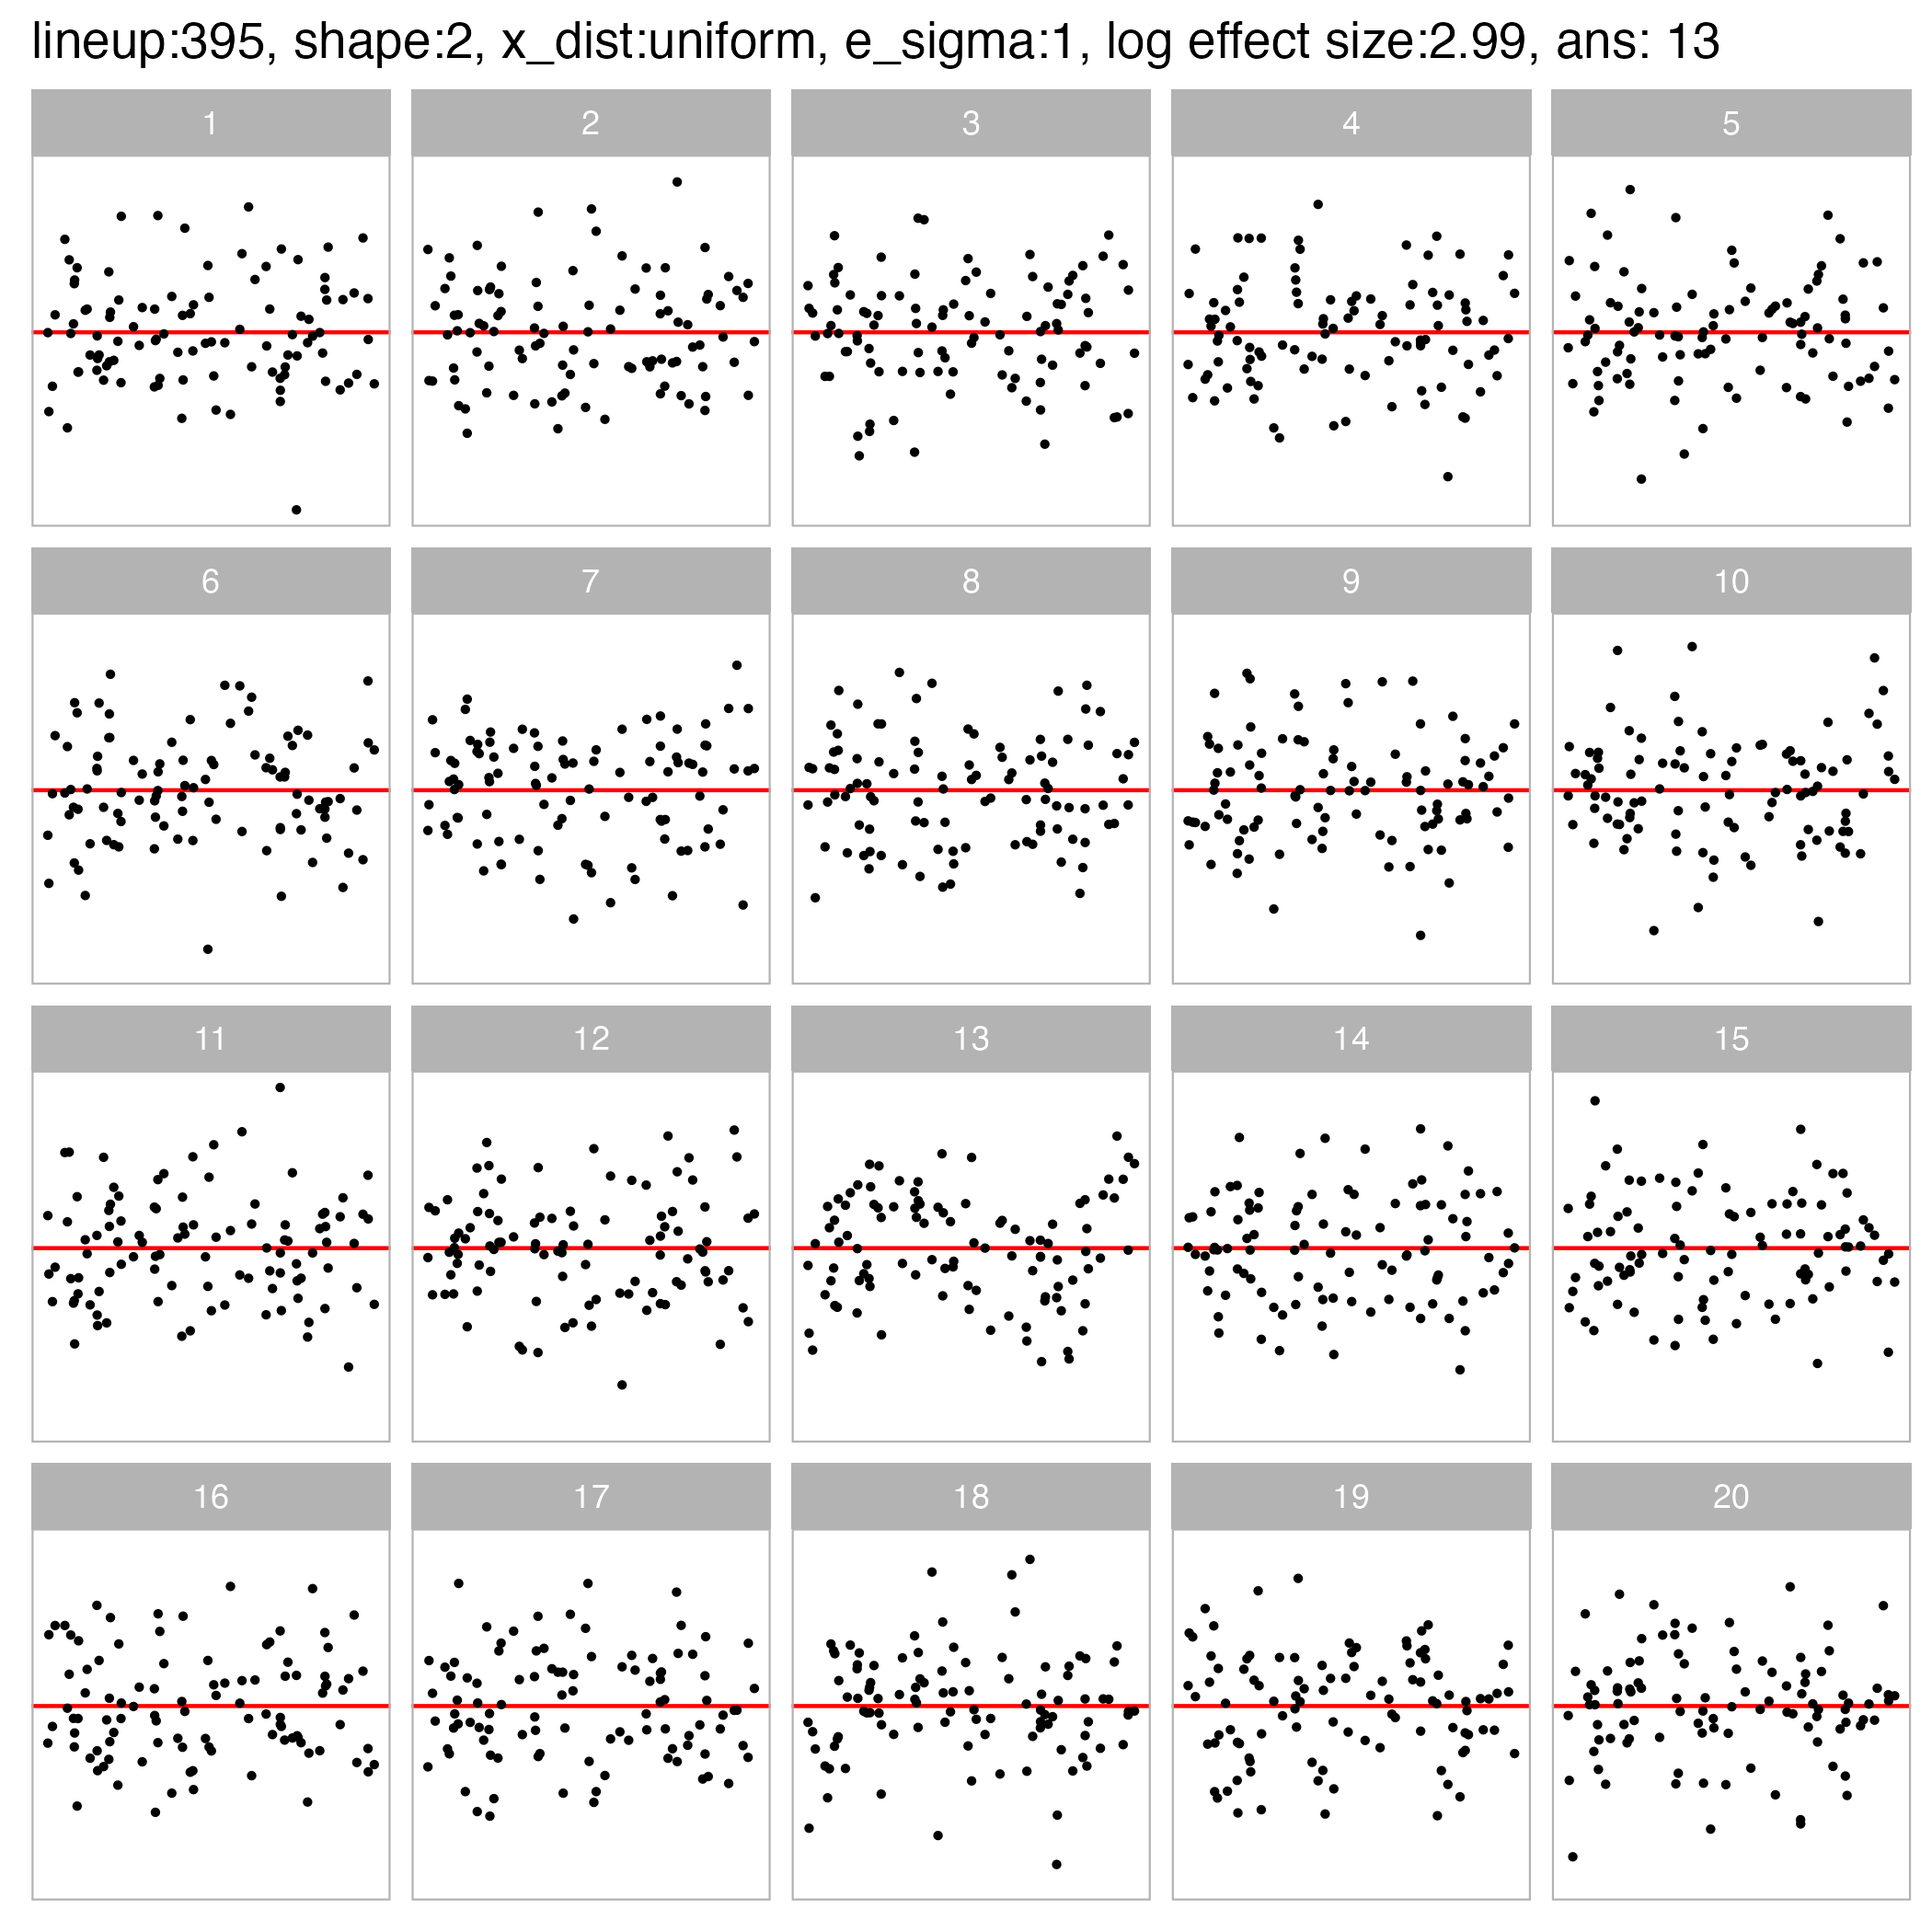 lineup:395, shape:2, x_dist:uniform, e_sigma:1, log effect size:2.99, ans: 13
1 2 3 4 5
6 7 8 9 10
11 12 13 14 15
16 17 18 19 20